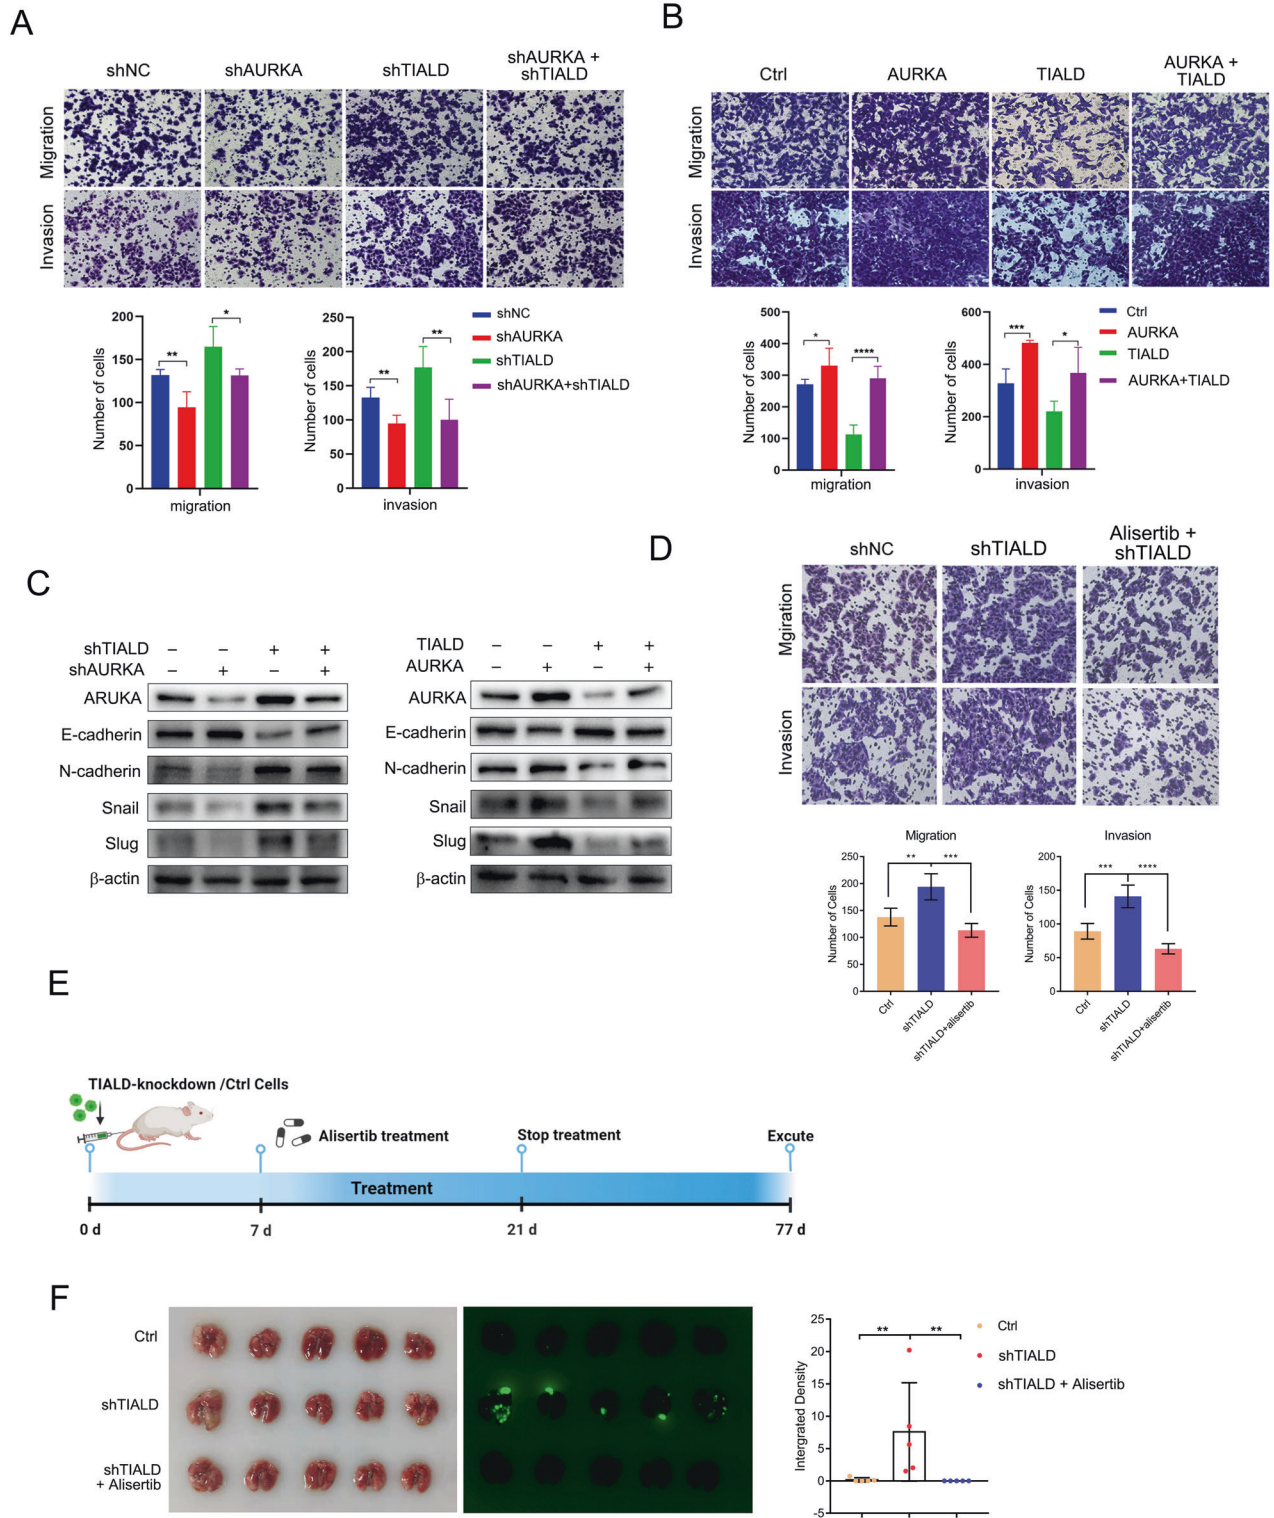 A
shNC shAURKA shTIALD shAURKA +
shTIALD
Migration
Invasion
Number of cells
200
150
100
50
0
**
*
migration
Number of cells
250
200
150
100
50
0
**
**
invasion
shNC
shAURKA
shTIALD
shAURKA+shTIALD
B
Ctrl AURKA TIALD AURKA +
TIALD
Migration
Invasion
Number of cells
500
400
300
200
100
0
*
****
migration
Number of cells
600
400
200
0
***
*
invasion
Ctrl
AURKA
TIALD
AURKA+TIALD
C
shTIALD – – + +
shAURKA – + – +
ARUKA
E-cadherin
N-cadherin
Snail
Slug
β-actin
TIALD – – + +
AURKA – + – +
AURKA
E-cadherin
N-cadherin
Snail
Slug
β-actin
D
shNC shTIALD Alisertib +
shTIALD
Mgiration
Invasion
Migration
Number of Cells
250
200
150
100
50
0
** ***
Ctrl
shTIALD
shTIALD+alisertib
Invasion
Number of Cells
200
150
100
50
0
*** ****
Ctrl
shTIALD
shTIALD+alisertib
E
TIALD-knockdown /Ctrl Cells
Alisertib treatment
Stop treatment
Excute
Treatment
0 d 7 d 21 d 77 d
F
Ctrl
shTIALD
shTIALD
+ Alisertib
Intergrated Density
25
20
15
10
5
0
-5
** **
Ctrl
shTIALD
shTIALD + Alisertib